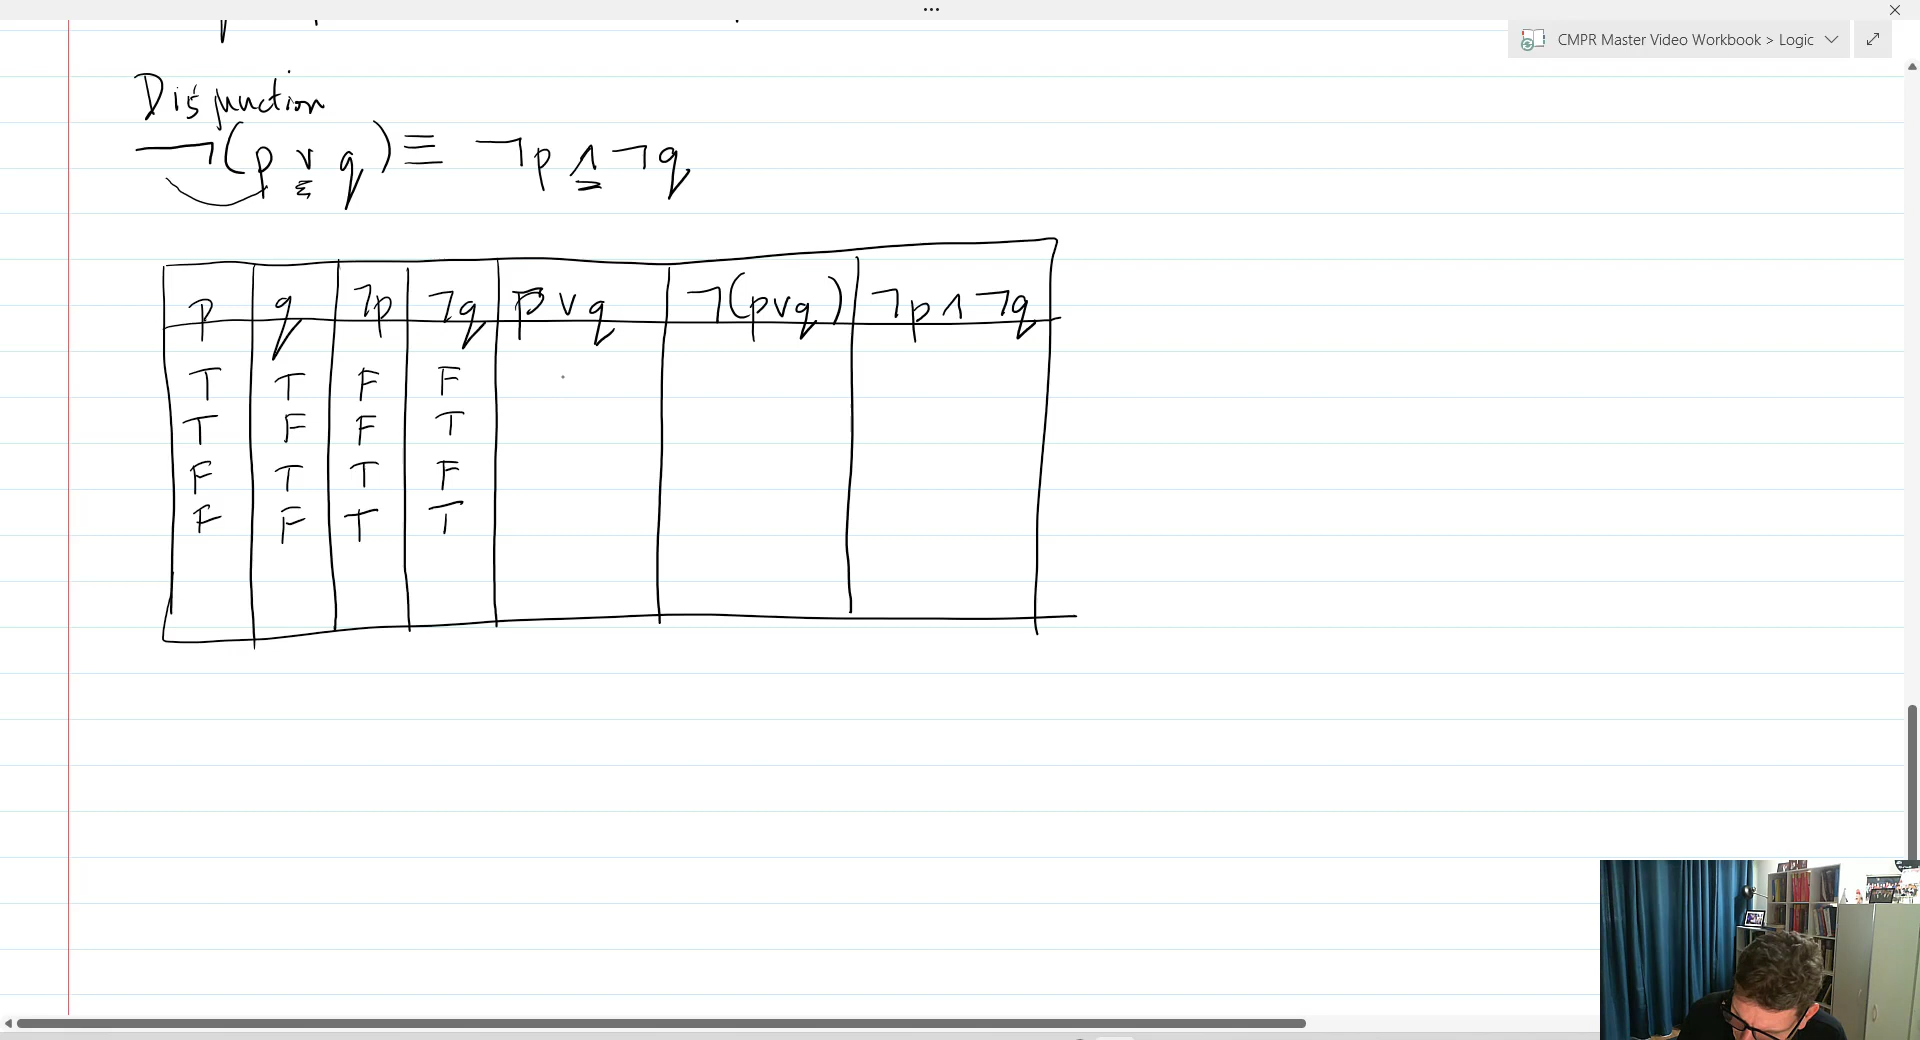 CMPR Master Video Workbook > Logic
Disjunction
¬(p ∨ q) ≡ ¬p ∧ ¬q
p q ¬p ¬q p ∨ q ¬(p∨q) ¬p ∧ ¬q
T T F F
T F F T
F T T F
F F T T